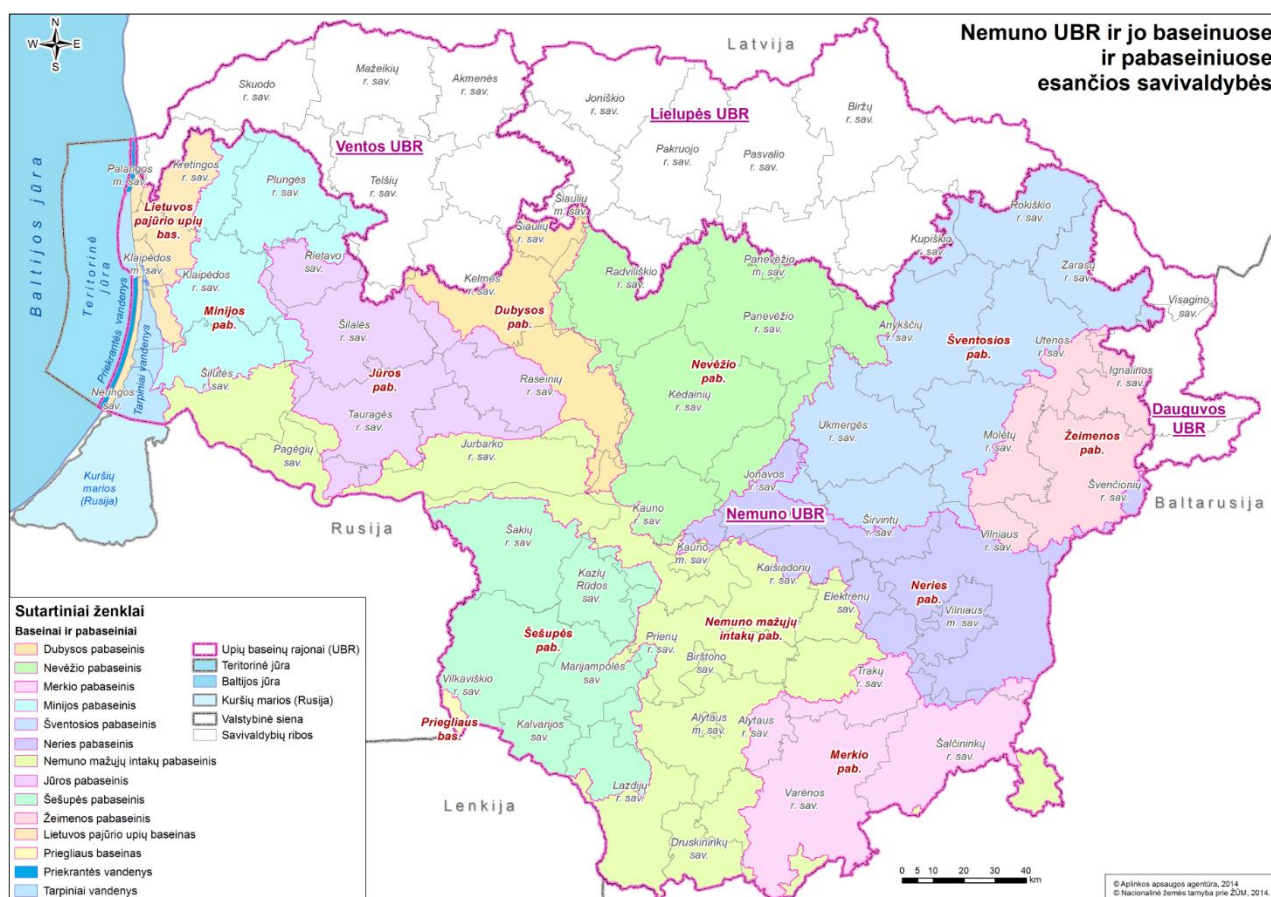 Nemuno UBR ir jo baseinuose
ir pabaseiniuose
esančios savivaldybės
N
W E
S
Latvija
Skuodo
r. sav.
Mažeikių
r. sav.
Akmenės
r. sav.
Joniškio
r. sav.
Lielupės UBR
Biržų
r. sav.
Ventos UBR
Pakruojo
r. sav.
Pasvalio
r. sav.
Palangos
m. sav.
Kretingos
r. sav.
Plungės
r. sav.
Telšių
r. sav.
Šiaulių
m. sav.
Šiaulių
r. sav.
Rokiškio
r. sav.
Kupiškio
r. sav.
Lietuvos
pajūrio upių
bas.
Baltijos jūra
Teritorinė
jūra
Priekrantės vandenys
Tarpiniai vandenys
Klaipėdos
m. sav.
Klaipėdos
r. sav.
Rietavo
sav.
Kelmės
r. sav.
Radviliškio
r. sav.
Panevėžio
m. sav.
Zarasų
r. sav.
Visagino
sav.
Minijos
pab.
Šilalės
r. sav.
Dubysos
pab.
Panevėžio
r. sav.
Anykščių
r. sav.
Šventosios
pab.
Utenos
r. sav.
Ignalinos
r. sav.
Neringos
sav.
Šilutės
r. sav.
Jūros
pab.
Raseinių
r. sav.
Nevėžio
pab.
Kėdainių
r. sav.
Tauragės
r. sav.
Ukmergės
r. sav.
Molėtų
r. sav.
Žeimenos
pab.
Dauguvos
UBR
Pagėgių
sav.
Jurbarko
r. sav.
Jonavos
r. sav.
Švenčionių
r. sav.
Kuršių
marios
(Rusija)
Rusija
Baltarusija
Kauno
r. sav.
Nemuno UBR
Širvintų
r. sav.
Vilniaus
r. sav.
Šakių
r. sav.
Kauno
m. sav.
Kaišiadorių
r. sav.
Kazlų
Rūdos
sav.
Elektrėnų
sav.
Neries
pab.
Vilniaus
m. sav.
Šešupės
pab.
Prienų
r. sav.
Nemuno mažųjų
intakų pab.
Marijampolės
sav.
Birštono
sav.
Trakų
r. sav.
Vilkaviškio
r. sav.
Priegliaus
bas.
Kalvarijos
sav.
Alytaus
m. sav.
Alytaus
r. sav.
Merkio
pab.
Šalčininkų
r. sav.
Lenkija
Lazdijų
r. sav.
Varėnos
r. sav.
Druskininkų
sav.
Sutartiniai ženklai
Baseinai ir pabaseiniai
Dubysos pabaseinis
Nevėžio pabaseinis
Merkio pabaseinis
Minijos pabaseinis
Šventosios pabaseinis
Neries pabaseinis
Nemuno mažųjų intakų pabaseinis
Jūros pabaseinis
Šešupės pabaseinis
Žeimenos pabaseinis
Lietuvos pajūrio upių baseinas
Priegliaus baseinas
Priekrantės vandenys
Tarpiniai vandenys
Upių baseinų rajonai (UBR)
Teritorinė jūra
Baltijos jūra
Kuršių marios (Rusija)
Valstybinė siena
Savivaldybių ribos
0 5 10 20 30 40
km
© Aplinkos apsaugos agentūra, 2014
© Nacionalinė žemės tarnyba prie ŽŪM, 2014.